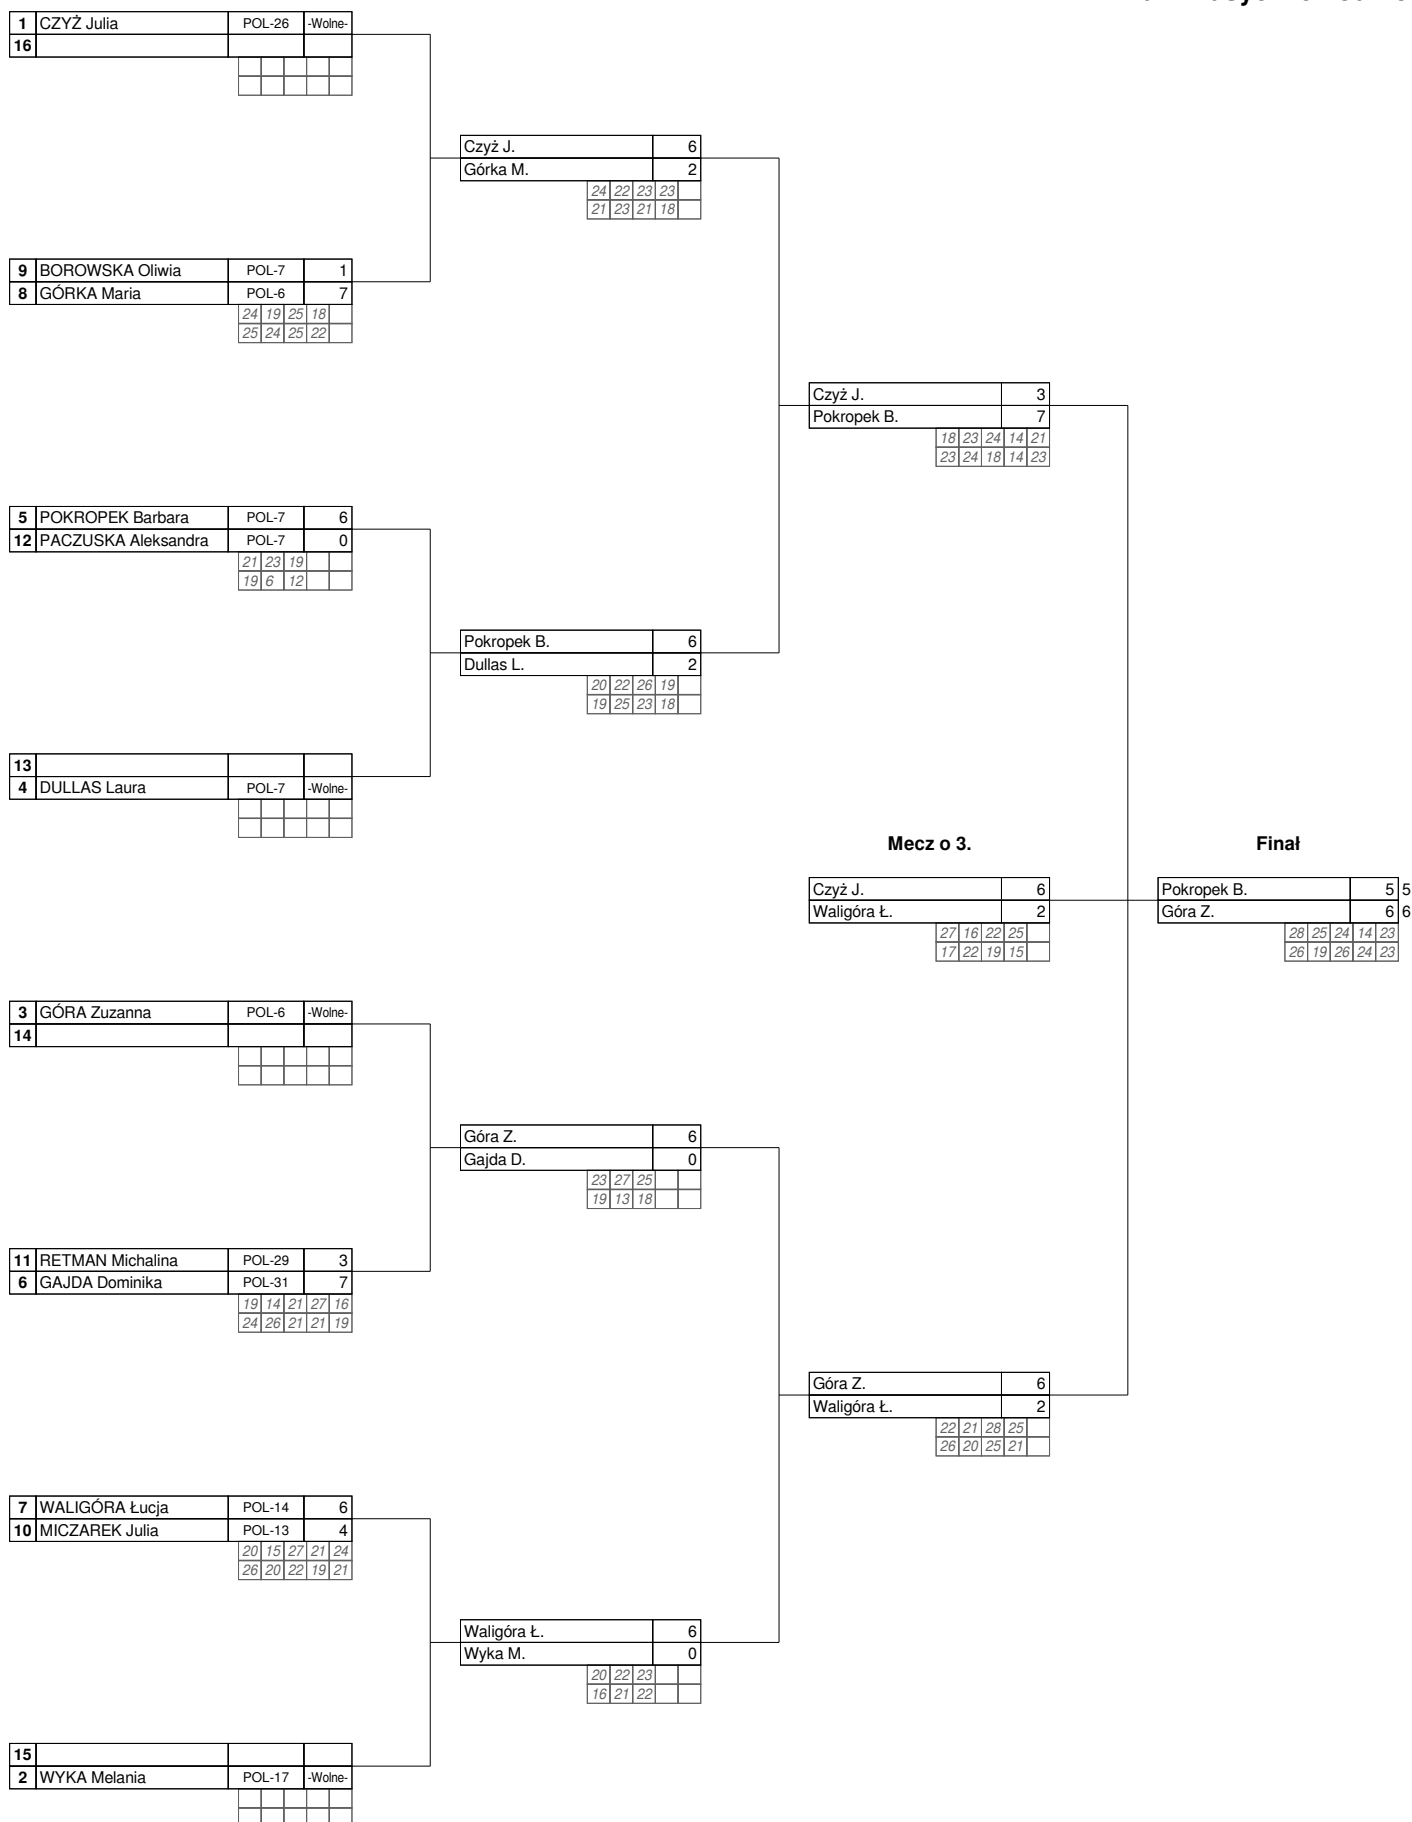 1 CZYŻ Julia POL-26 -Wolne-
16
Czyż J. 6
Górka M. 2
24 22 23 23
21 23 21 18
9 BOROWSKA Oliwia POL-7 1
8 GÓRKA Maria POL-6 7
24 19 25 18
25 24 25 22
Czyż J. 3
Pokropek B. 7
18 23 24 14 21
23 24 18 14 23
5 POKROPEK Barbara POL-7 6
12 PACZUSKA Aleksandra POL-7 0
21 23 19
19 6 12
Pokropek B. 6
Dullas L. 2
20 22 26 19
19 25 23 18
13
4 DULLAS Laura POL-7 -Wolne-
Mecz o 3. Finał
Czyż J. 6 Pokropek B. 5 5
Waligóra Ł. 2 Góra Z. 6 6
27 16 22 25 28 25 24 14 23
17 22 19 15 26 19 26 24 23
3 GÓRA Zuzanna POL-6 -Wolne-
14
Góra Z. 6
Gajda D. 0
23 27 25
19 13 18
11 RETMAN Michalina POL-29 3
6 GAJDA Dominika POL-31 7
19 14 21 27 16
24 26 21 21 19
Góra Z. 6
Waligóra Ł. 2
22 21 28 25
26 20 25 21
7 WALIGÓRA Łucja POL-14 6
10 MICZAREK Julia POL-13 4
20 15 27 21 24
26 20 22 19 21
Waligóra Ł. 6
Wyka M. 0
20 22 23
16 21 22
15
2 WYKA Melania POL-17 -Wolne-